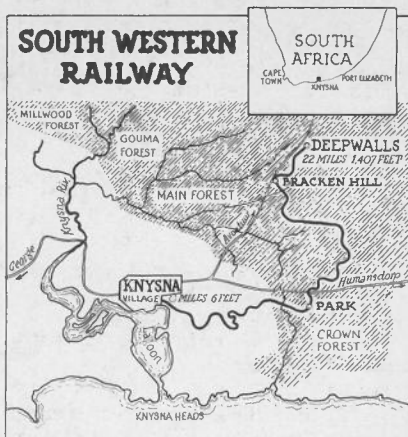 SOUTH WESTERN
RAILWAY
SOUTH
AFRICA
CAPE
TOWN
KNYSNA
PORT ELIZABETH
MILLWOOD
FOREST
GOUMA
FOREST
DEEPWALLS
22 MILES 1,407 FEET
BRACKEN HILL
MAIN FOREST
Knysna Riv.
George
KNYSNA
VILLAGE
0 MILES 6 FEET
Humansdorp
PARK
Lagoon
CROWN
FOREST
KNYSNA HEADS